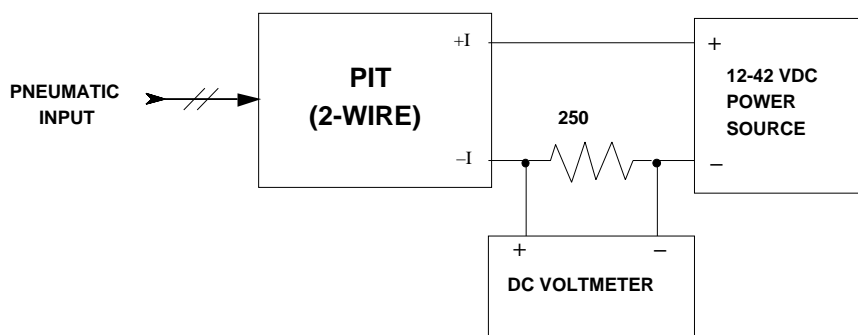 PNEUMATIC
INPUT
PIT
(2-WIRE)
+I
–I
250
+
–
12-42 VDC
POWER
SOURCE
+
–
DC VOLTMETER